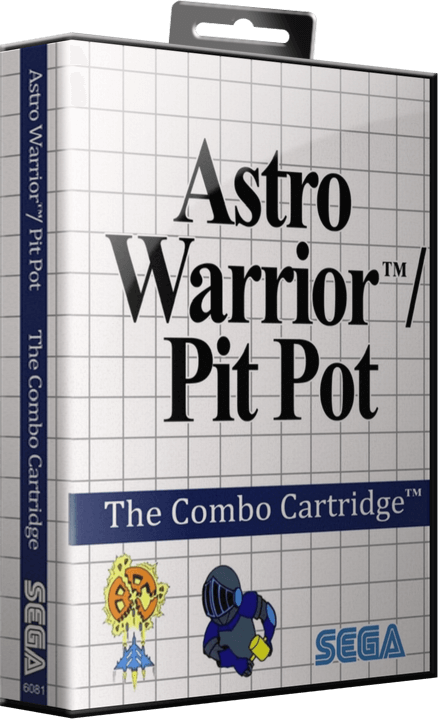 Astro
Warrior™/
Pit Pot
The Combo Cartridge™
SEGA
Astro Warrior™/ Pit Pot The Combo Cartridge
SEGA
6081